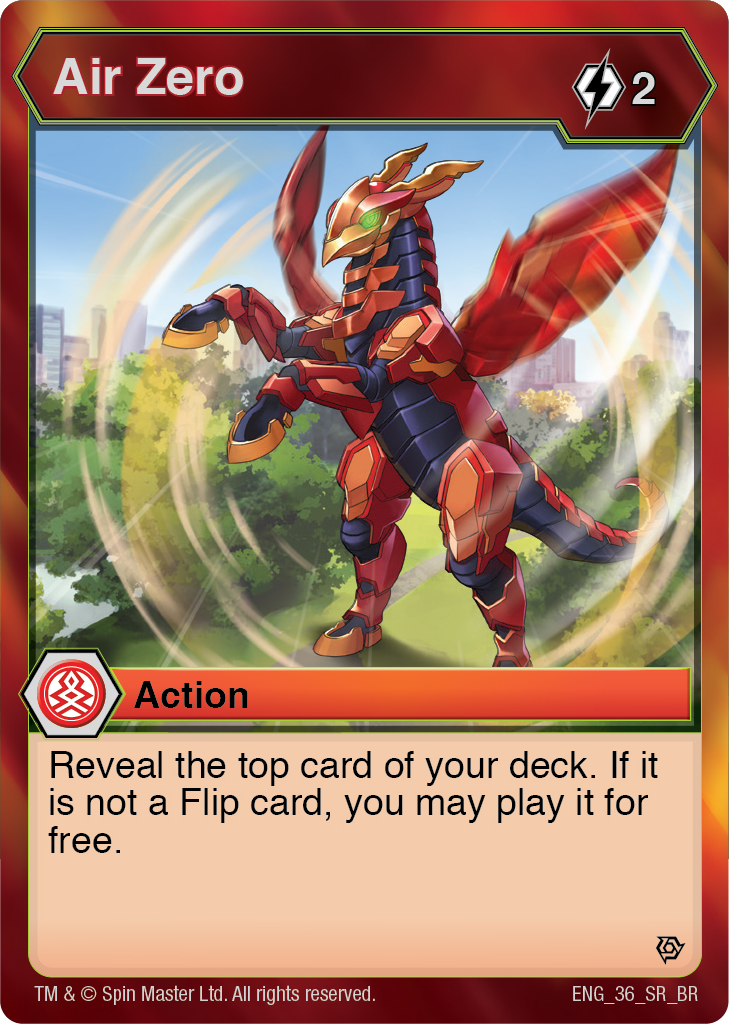 Air Zero
2
Action
Reveal the top card of your deck. If it
is not a Flip card, you may play it for
free.
TM & © Spin Master Ltd. All rights reserved.
ENG_36_SR_BR